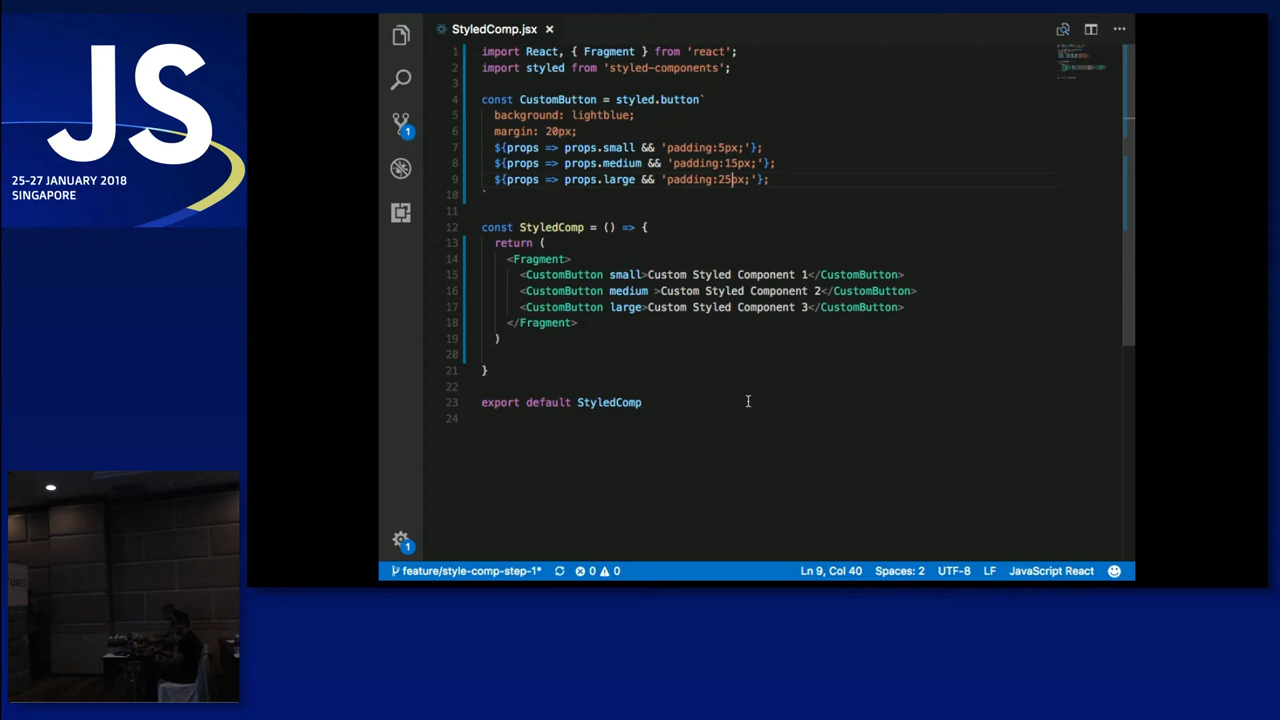 JS
25-27 JANUARY 2018
SINGAPORE
StyledComp.jsx
1 import React, { Fragment } from 'react';
2 import styled from 'styled-components';
3
4 const CustomButton = styled.button`
5 background: lightblue;
6 margin: 20px;
7 ${props => props.small && 'padding:5px;'};
8 ${props => props.medium && 'padding:15px;'};
9 ${props => props.large && 'padding:25px;'};
10 `
11
12 const StyledComp = () => {
13 return (
14 <Fragment>
15 <CustomButton small>Custom Styled Component 1</CustomButton>
16 <CustomButton medium >Custom Styled Component 2</CustomButton>
17 <CustomButton large>Custom Styled Component 3</CustomButton>
18 </Fragment>
19 )
20
21 }
22
23 export default StyledComp
24
1
1
feature/style-comp-step-1* 0 0 Ln 9, Col 40 Spaces: 2 UTF-8 LF JavaScript React